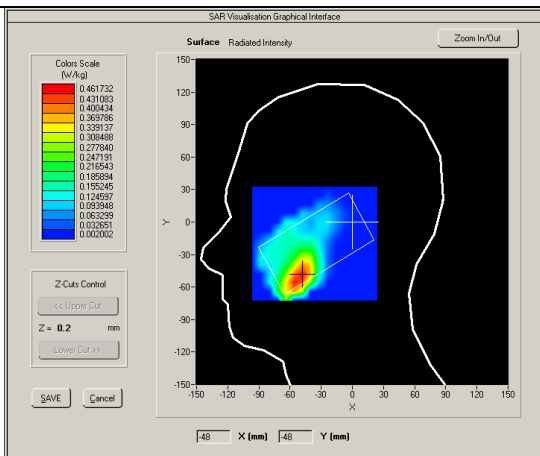 SAR Visualisation Graphical Interface
Surface Radiated Intensity
Zoom In/Out
Colors Scale
(W/kg)
0.461732
0.431083
0.400434
0.369786
0.339137
0.308488
0.277840
0.247191
0.216543
0.185894
0.155245
0.124597
0.093948
0.063299
0.032651
0.002002
Z-Cuts Control
<< Upper Cut
Z = 0.2 mm
Lower Cut >>
SAVE Cancel
150
120
90
60
30
0
-30
-60
-90
-120
-150
Y
-150 -120 -90 -60 -30 0 30 60 90 120 150
X
-48 X (mm) -48 Y (mm)